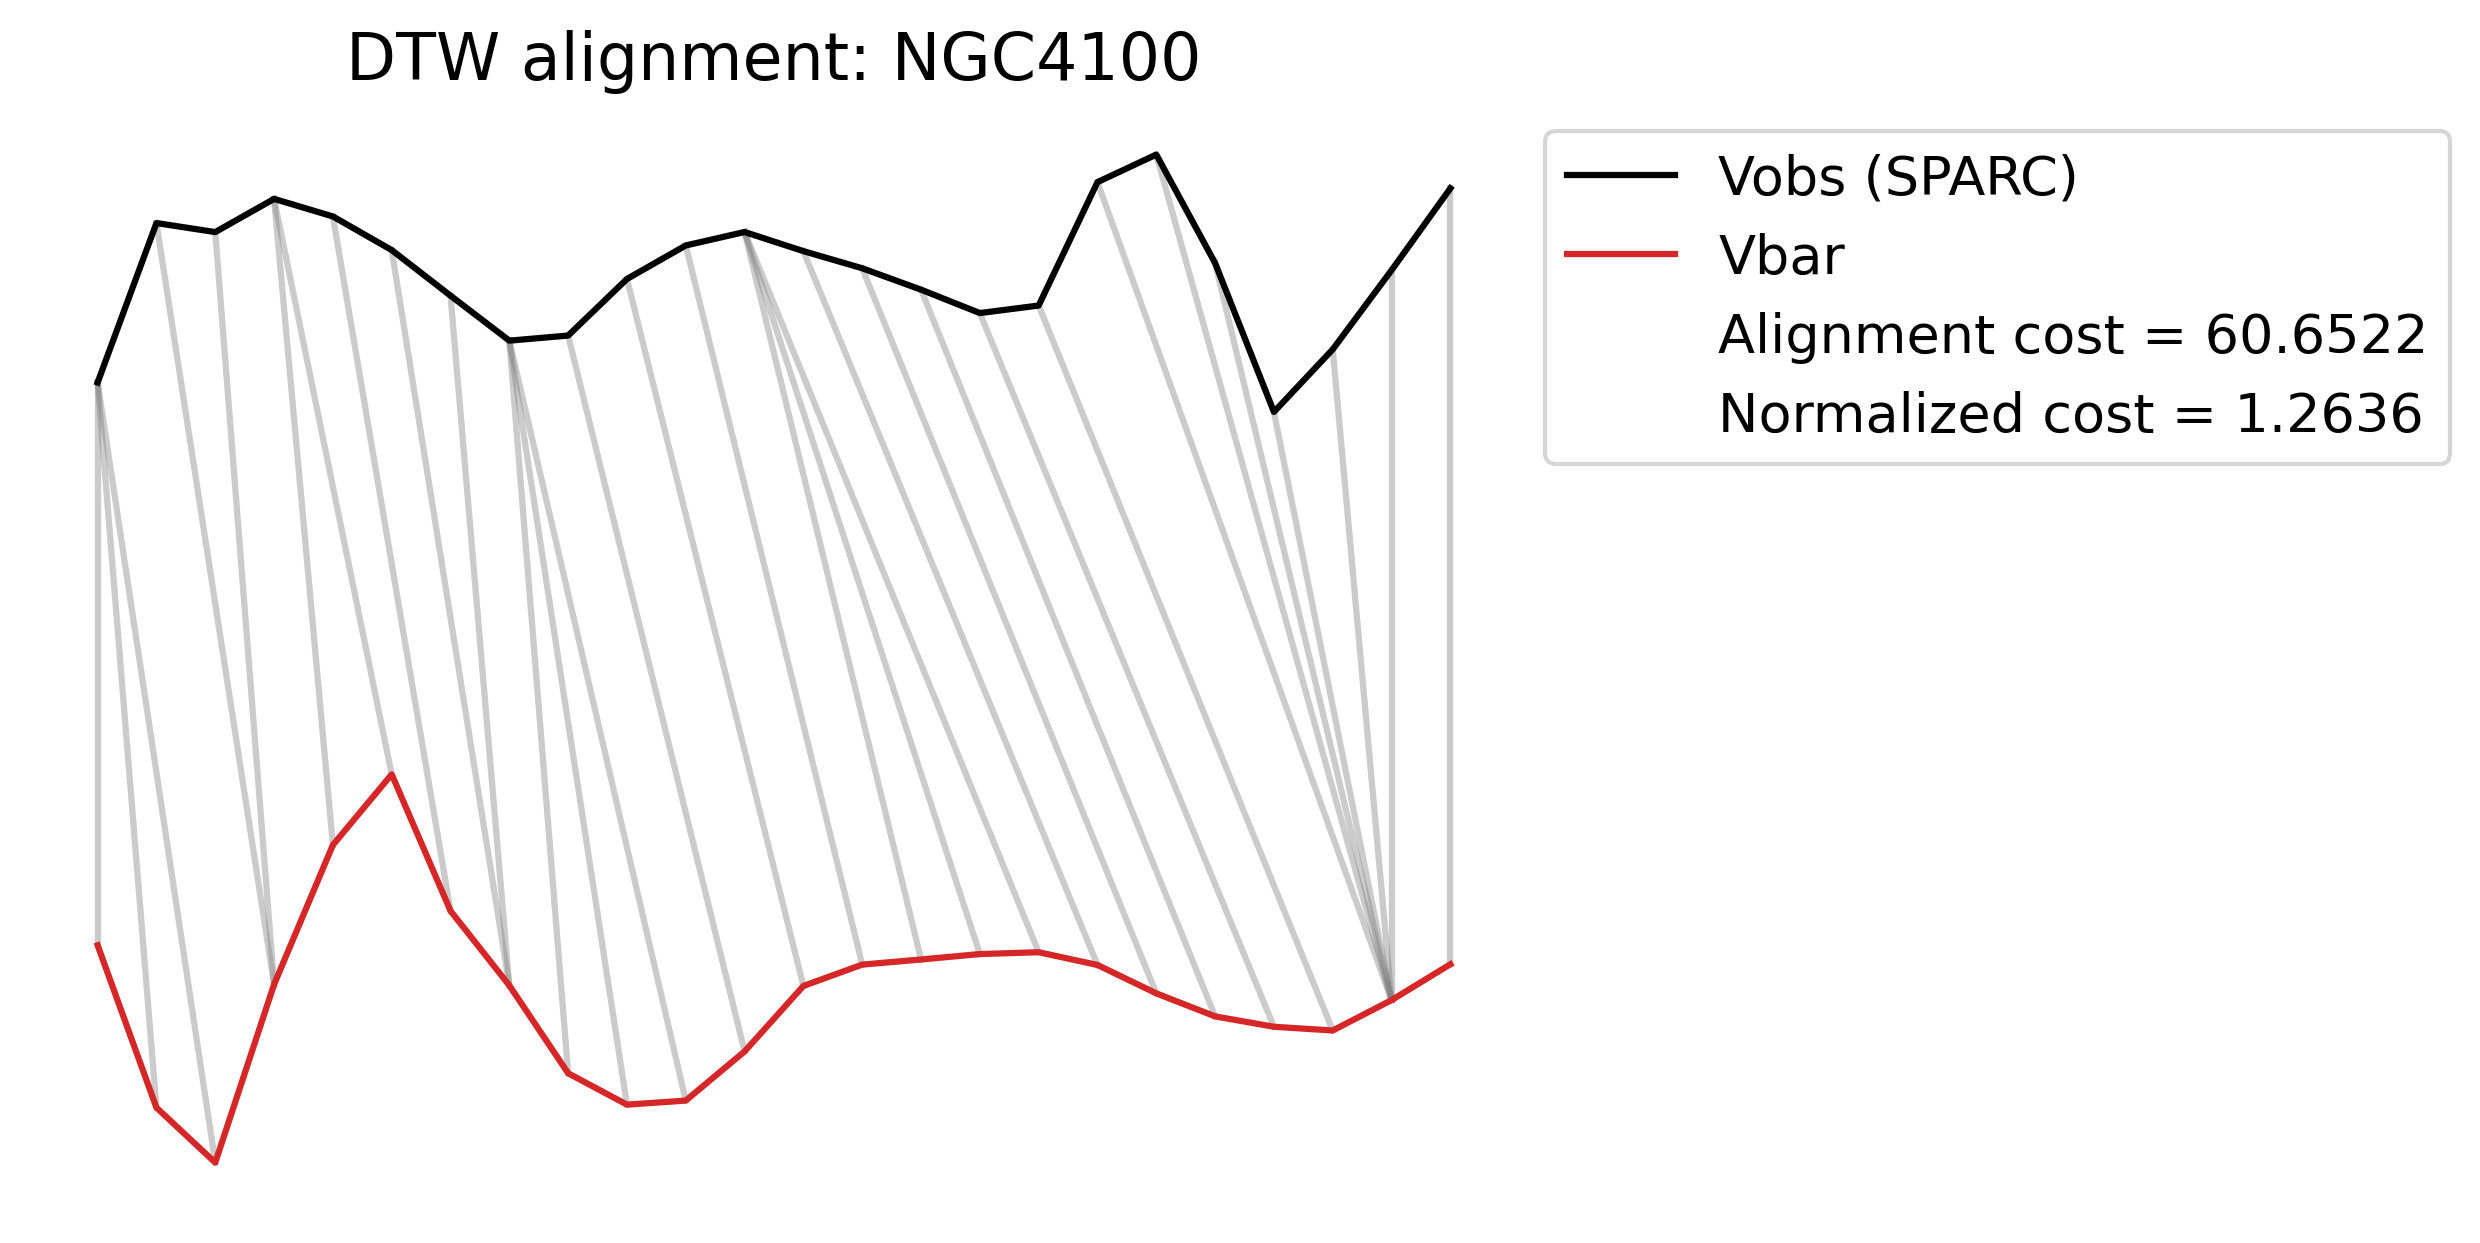 DTW alignment: NGC4100
Vobs (SPARC)
Vbar
Alignment cost = 60.6522
Normalized cost = 1.2636